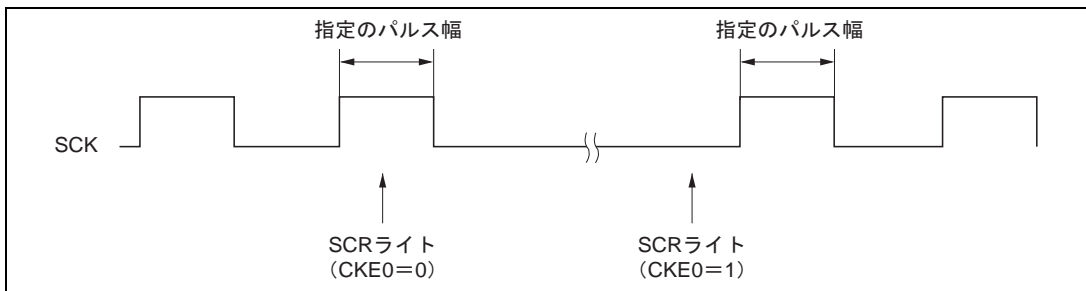 指定のパルス幅
指定のパルス幅
SCK
SCRライト
(CKE0=0)
SCRライト
(CKE0=1)